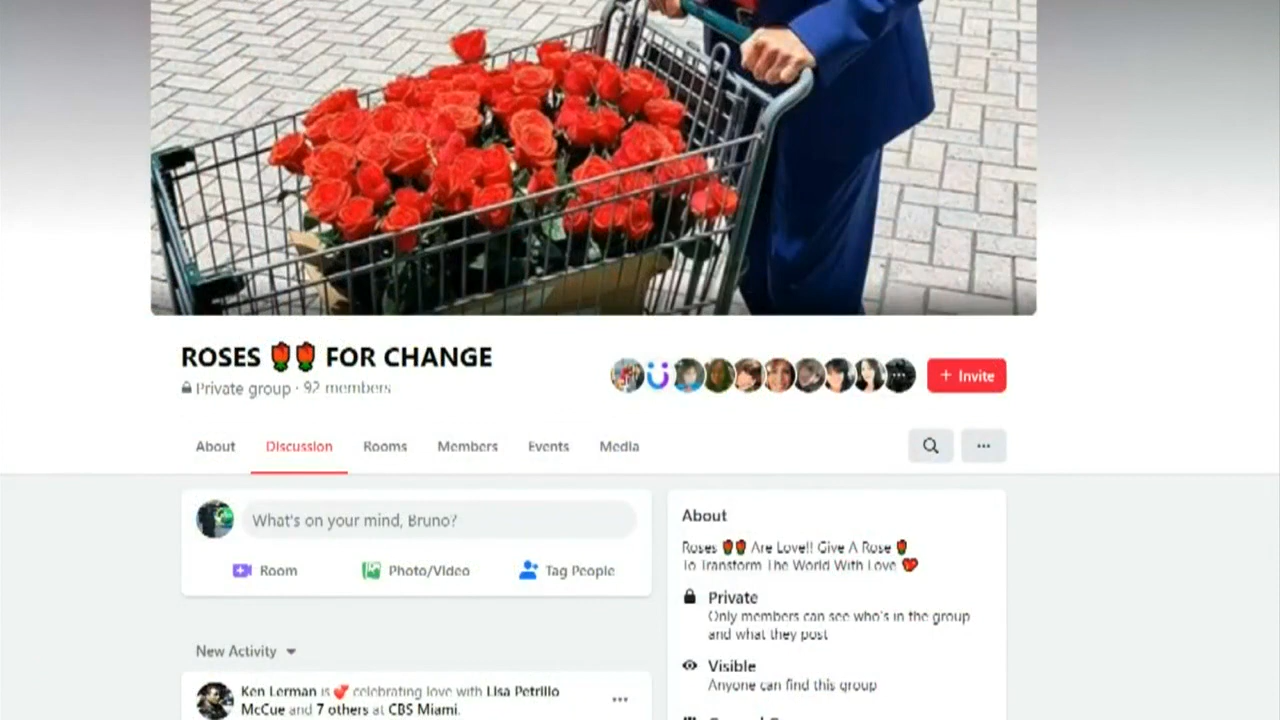 ROSES 🌹🌹 FOR CHANGE
Private group · 92 members
+ Invite
About
Discussion
Rooms
Members
Events
Media
What's on your mind, Bruno?
Room
Photo/Video
Tag People
New Activity
Ken Lerman is 💕 celebrating love with Lisa Petrillo
McCue and 7 others at CBS Miami.
About
Roses 🌹🌹 Are Love!! Give A Rose 🌹
To Transform The World With Love ❤️
Private
Only members can see who's in the group
and what they post
Visible
Anyone can find this group